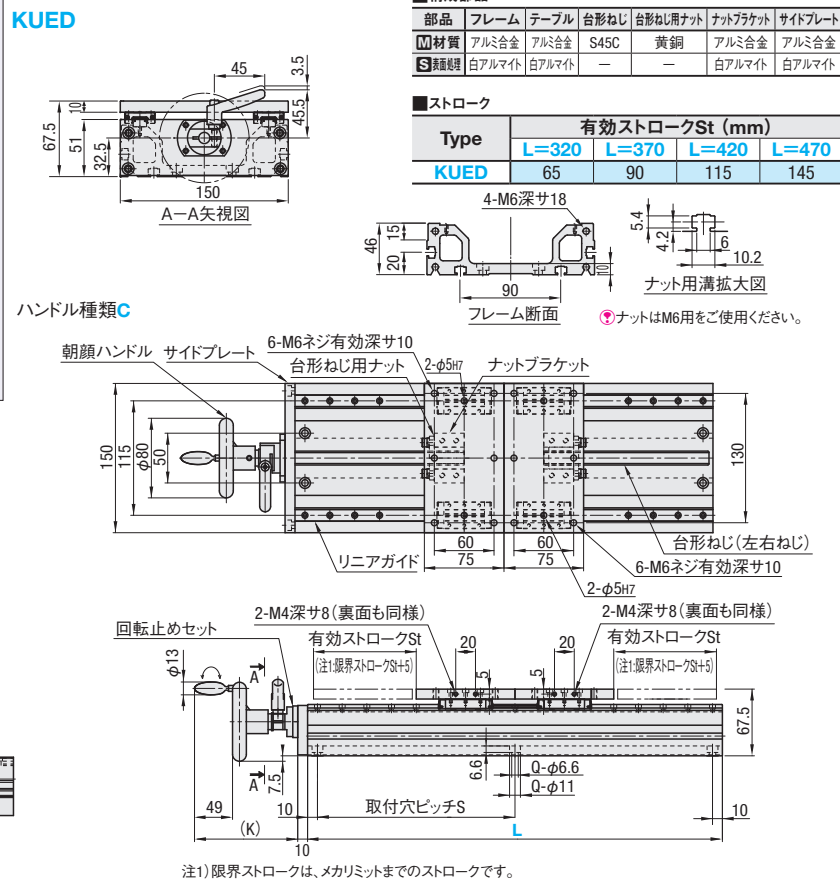 KUED
部品 フレーム テーブル 台形ねじ 台形ねじ用ナット ナットブラケット サイドプレート
M材質 アルミ合金 アルミ合金 S45C 黄銅 アルミ合金 アルミ合金
S表面処理 白アルマイト 白アルマイト － － 白アルマイト 白アルマイト
■ストローク
Type 有効ストロークSt (mm)
L=320 L=370 L=420 L=470
KUED 65 90 115 145
45
3.5
45.5
10
67.5
51
32.5
150
A－A矢視図
4-M6深サ18
46
15
20
10
90
フレーム断面
5.4
4.2
6
10.2
ナット用溝拡大図
ナットはM6用をご使用ください。
ハンドル種類C
朝顔ハンドル サイドプレート
6-M6ネジ有効深サ10
台形ねじ用ナット
2-φ5H7
ナットブラケット
150
115
φ80
50
130
60
75
60
75
リニアガイド
台形ねじ(左右ねじ)
6-M6ネジ有効深サ10
2-φ5H7
回転止めセット
2-M4深サ8(裏面も同様)
2-M4深サ8(裏面も同様)
有効ストロークSt
20
20
有効ストロークSt
(注1:限界ストロークSt+5)
5
5
(注1:限界ストロークSt+5)
φ13
A
A
7.5
67.5
6.6
Q-φ6.6
Q-φ11
49
10
取付穴ピッチS
10
(K)
L
10
注1)限界ストロークは、メカリミットまでのストロークです。